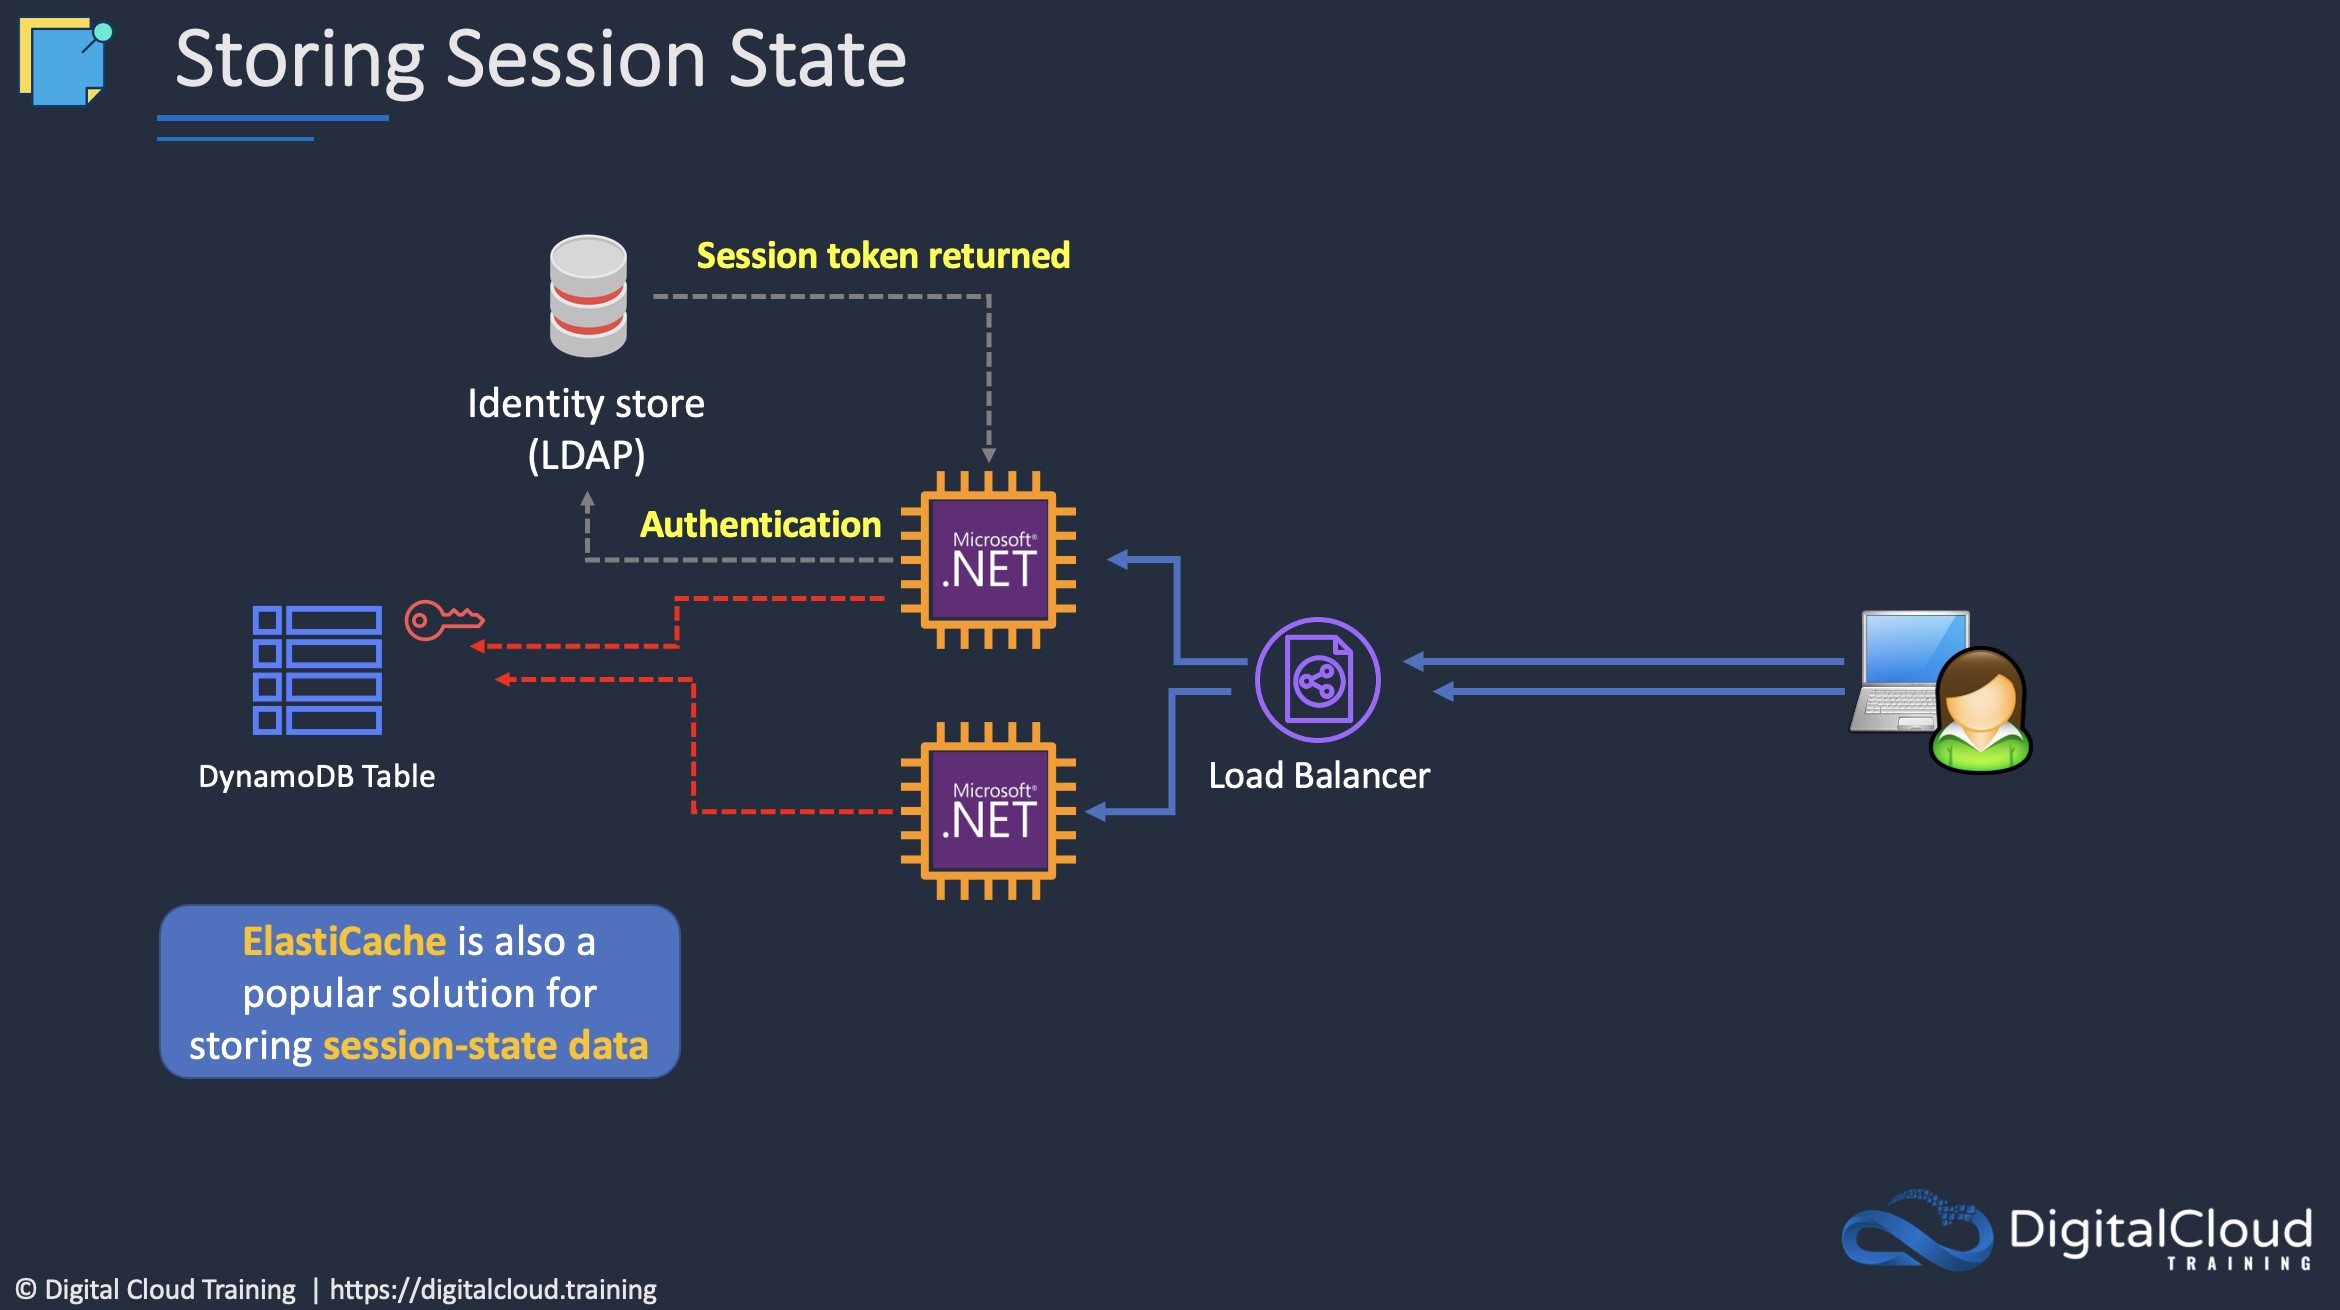 Storing Session State
Session token returned
Identity store
(LDAP)
Authentication
Microsoft®
.NET
DynamoDB Table
Load Balancer
Microsoft®
.NET
ElastiCache is also a
popular solution for
storing session-state data
DigitalCloud
TRAINING
© Digital Cloud Training | https://digitalcloud.training